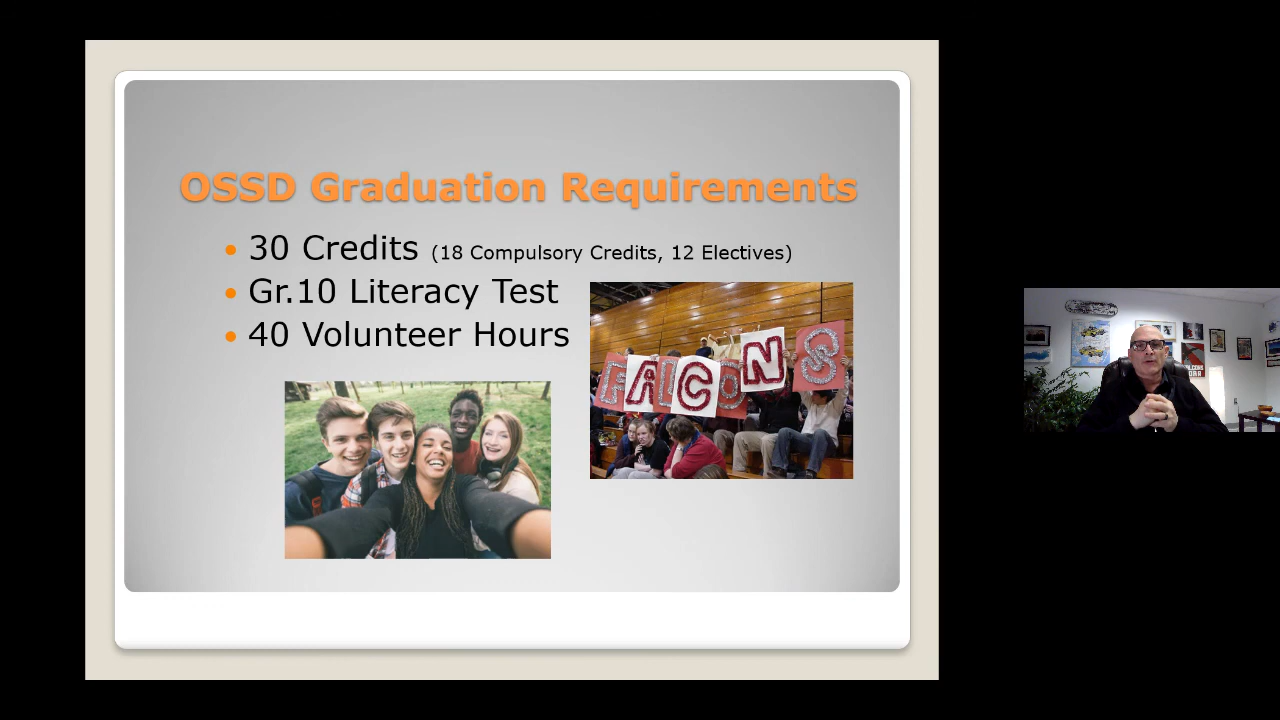 OSSD Graduation Requirements
• 30 Credits (18 Compulsory Credits, 12 Electives)
• Gr.10 Literacy Test
• 40 Volunteer Hours
FALCONS